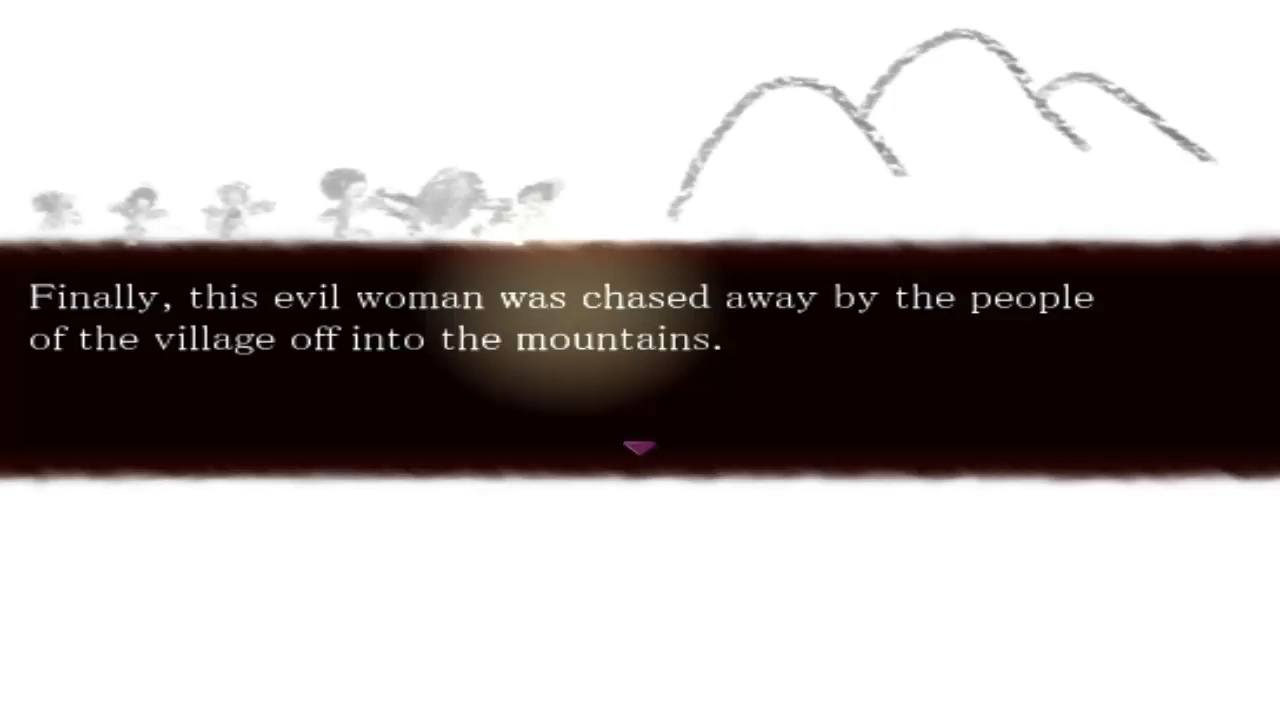 Finally, this evil woman was chased away by the people
of the village off into the mountains.